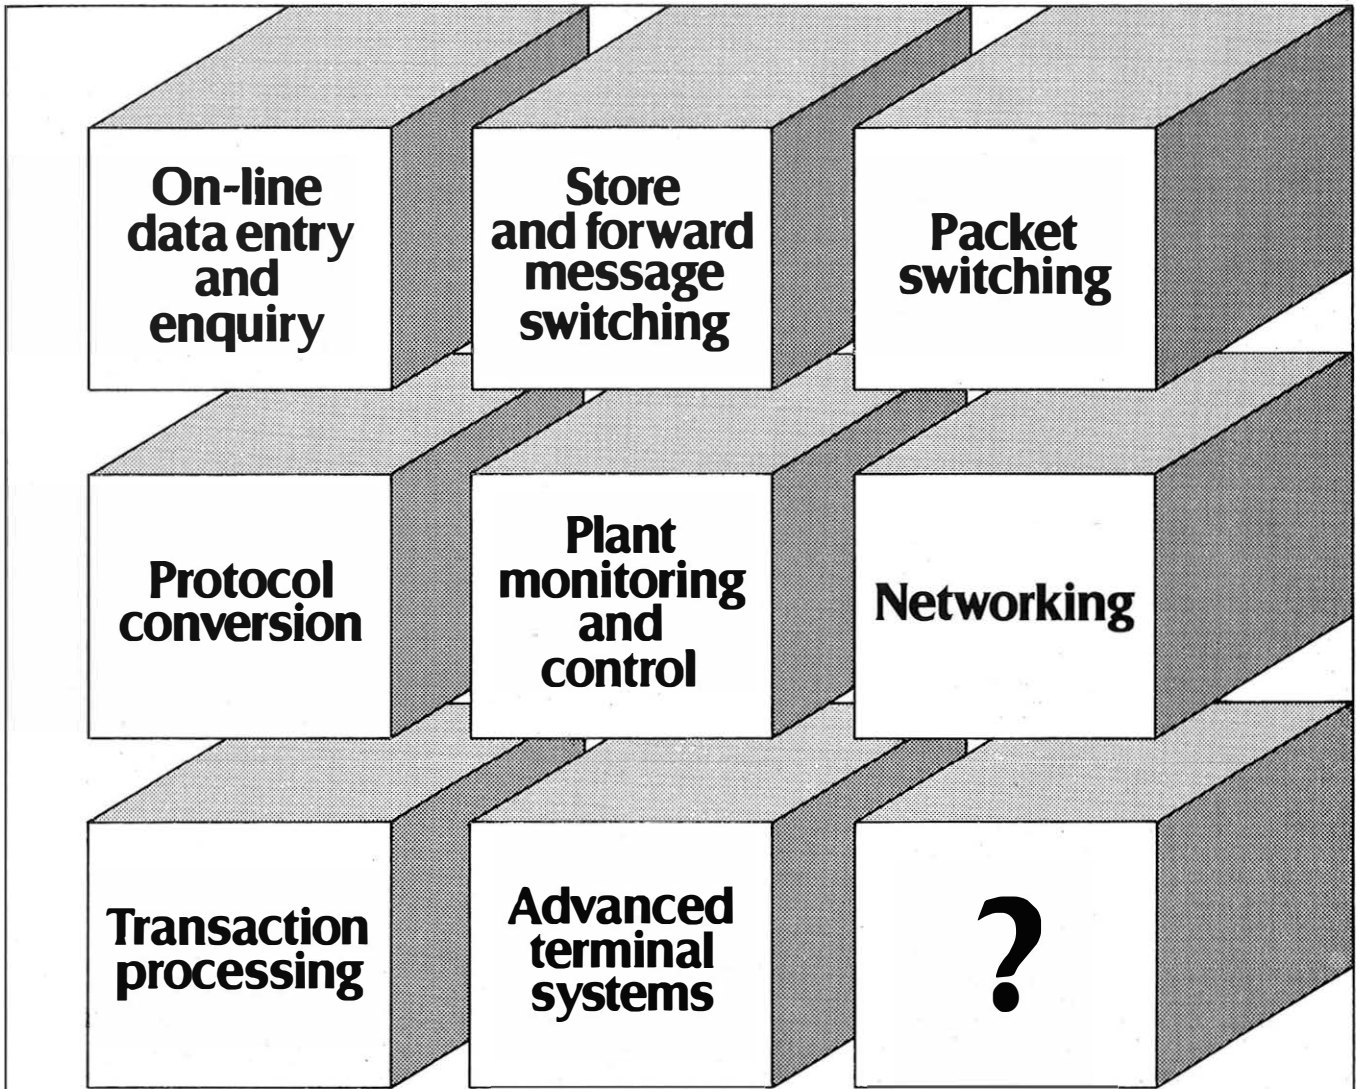 On-line
data entry
and
enquiry
Store
and forward
message
switching
Packet
switching
Protocol
conversion
Plant
monitoring
and
control
Networking
Transaction
processing
Advanced
terminal
systems
?